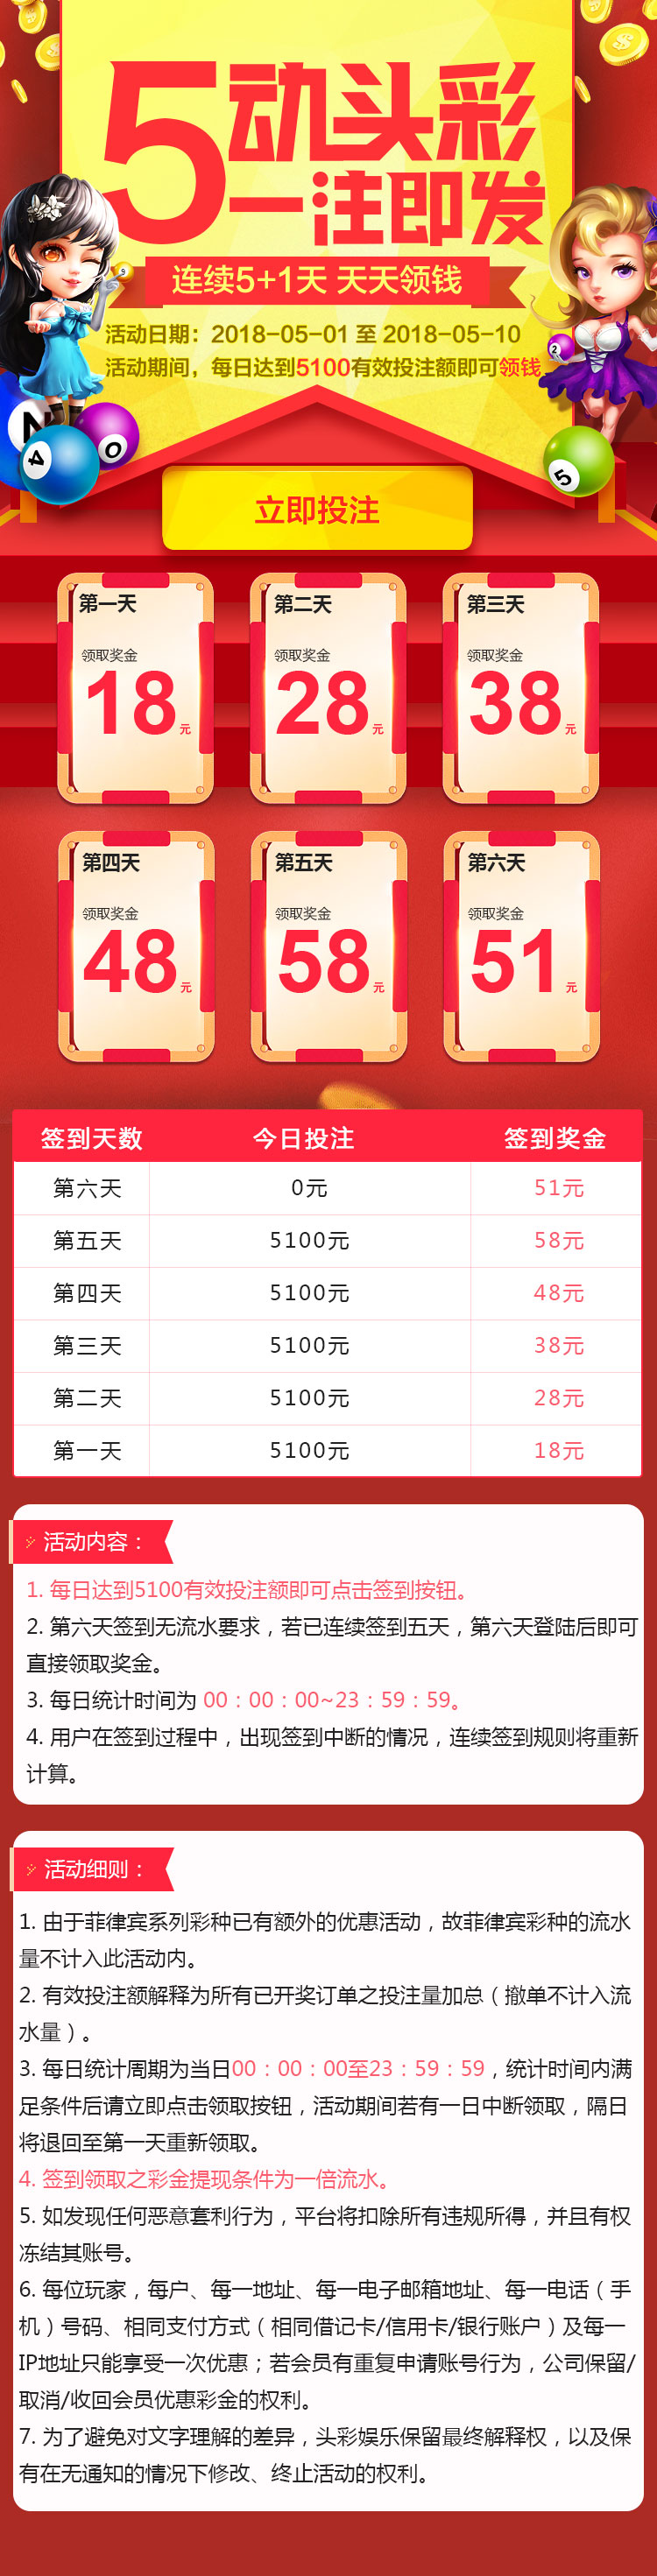 5动头彩
一注即发
连续5+1天 天天领钱
活动日期：2018-05-01 至 2018-05-10
活动期间，每日达到5100有效投注额即可领钱
9
2
N
4
O
5
立即投注
第一天 第二天 第三天
领取奖金 领取奖金 领取奖金
18元 28元 38元
第四天 第五天 第六天
领取奖金 领取奖金 领取奖金
48元 58元 51元
签到天数 今日投注 签到奖金
第六天 0元 51元
第五天 5100元 58元
第四天 5100元 48元
第三天 5100元 38元
第二天 5100元 28元
第一天 5100元 18元
活动内容：
1. 每日达到5100有效投注额即可点击签到按钮。
2. 第六天签到无流水要求，若已连续签到五天，第六天登陆后即可
直接领取奖金。
3. 每日统计时间为 00：00：00~23：59：59。
4. 用户在签到过程中，出现签到中断的情况，连续签到规则将重新
计算。
活动细则：
1. 由于菲律宾系列彩种已有额外的优惠活动，故菲律宾彩种的流水
量不计入此活动内。
2. 有效投注额解释为所有已开奖订单之投注量加总（撤单不计入流
水量）。
3. 每日统计周期为当日00：00：00至23：59：59，统计时间内满
足条件后请立即点击领取按钮，活动期间若有一日中断领取，隔日
将退回至第一天重新领取。
4. 签到领取之彩金提现条件为一倍流水。
5. 如发现任何恶意套利行为，平台将扣除所有违规所得，并且有权
冻结其账号。
6. 每位玩家，每户、每一地址、每一电子邮箱地址、每一电话（手
机）号码、相同支付方式（相同借记卡/信用卡/银行账户）及每一
IP地址只能享受一次优惠；若会员有重复申请账号行为，公司保留/
取消/收回会员优惠彩金的权利。
7. 为了避免对文字理解的差异，头彩娱乐保留最终解释权，以及保
有在无通知的情况下修改、终止活动的权利。